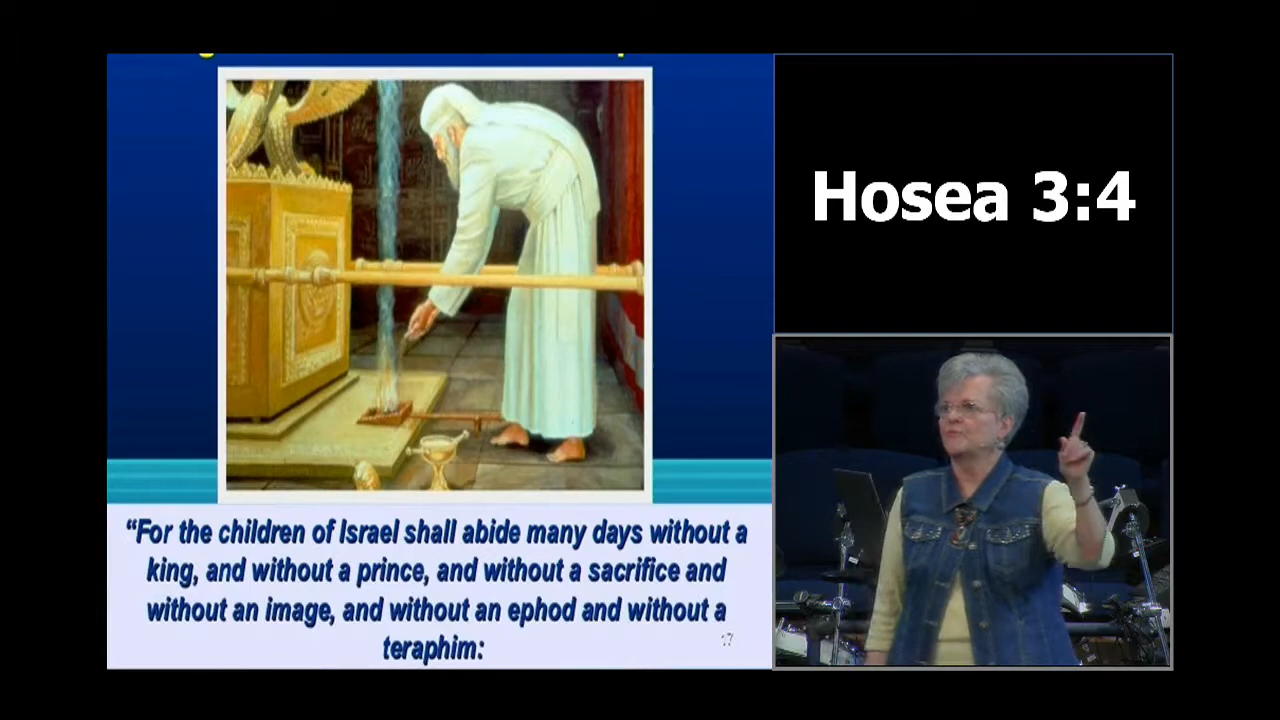 Hosea 3:4
“For the children of Israel shall abide many days without a
king, and without a prince, and without a sacrifice and
without an image, and without an ephod and without a
teraphim:
17